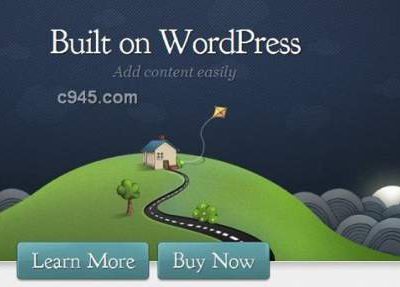 Built on WordPress
Add content easily
c945.com
Learn More
Buy Now